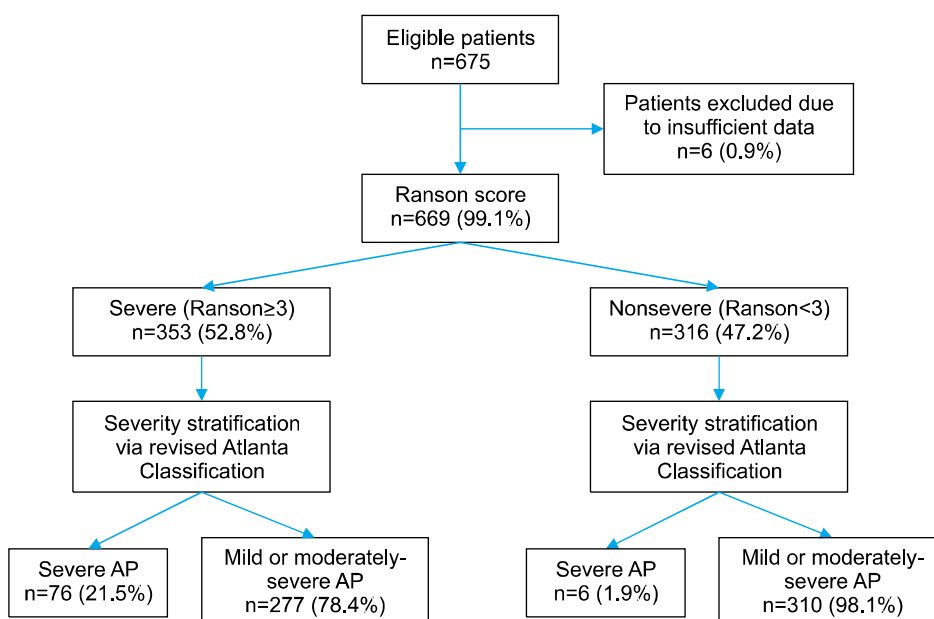 Eligible patients
n=675
Patients excluded due
to insufficient data
n=6 (0.9%)
Ranson score
n=669 (99.1%)
Severe (Ranson≥3)
n=353 (52.8%)
Nonsevere (Ranson<3)
n=316 (47.2%)
Severity stratification
via revised Atlanta
Classification
Severity stratification
via revised Atlanta
Classification
Severe AP
n=76 (21.5%)
Mild or moderately-
severe AP
n=277 (78.4%)
Severe AP
n=6 (1.9%)
Mild or moderately-
severe AP
n=310 (98.1%)